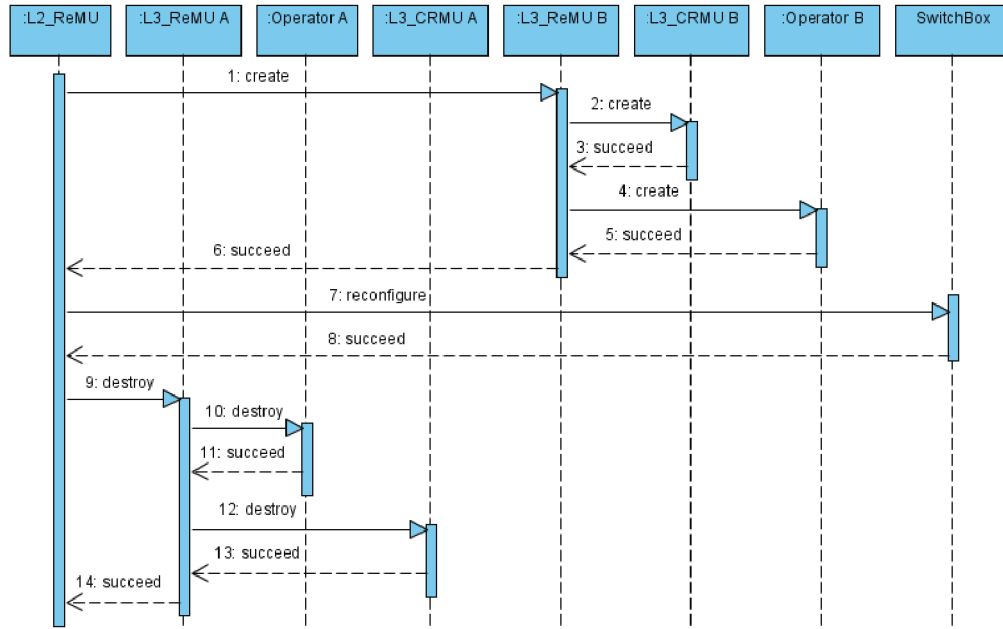 :L2_ReMU
:L3_ReMU A
:Operator A
:L3_CRMU A
:L3_ReMU B
:L3_CRMU B
:Operator B
SwitchBox
1: create
2: create
3: succeed
4: create
5: succeed
6: succeed
7: reconfigure
8: succeed
9: destroy
10: destroy
11: succeed
12: destroy
13: succeed
14: succeed